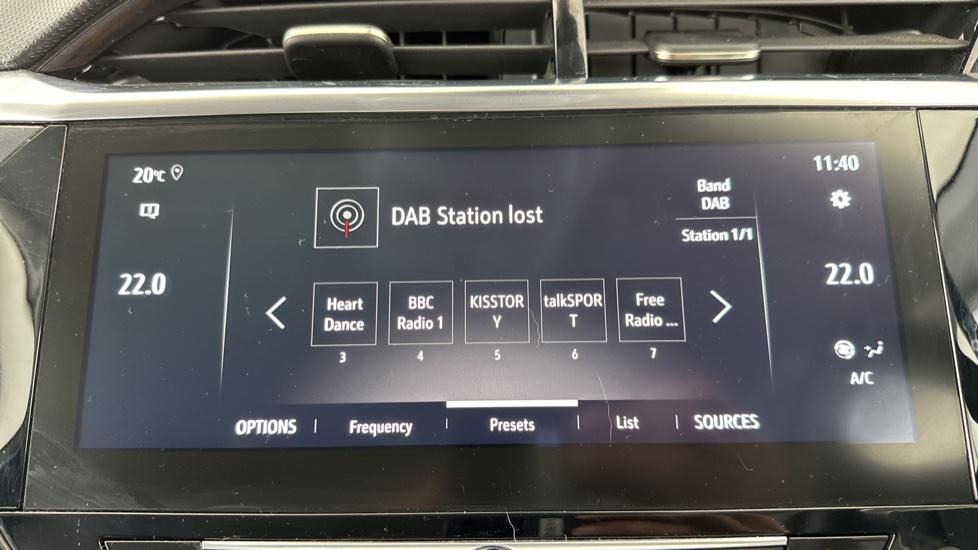 20°C
11:40
DAB Station lost
Band
DAB
Station 1/1
22.0
22.0
Heart
Dance
3
BBC
Radio 1
4
KISSTOR
Y
5
talkSPOR
T
6
Free
Radio ...
7
A/C
OPTIONS
Frequency
Presets
List
SOURCES